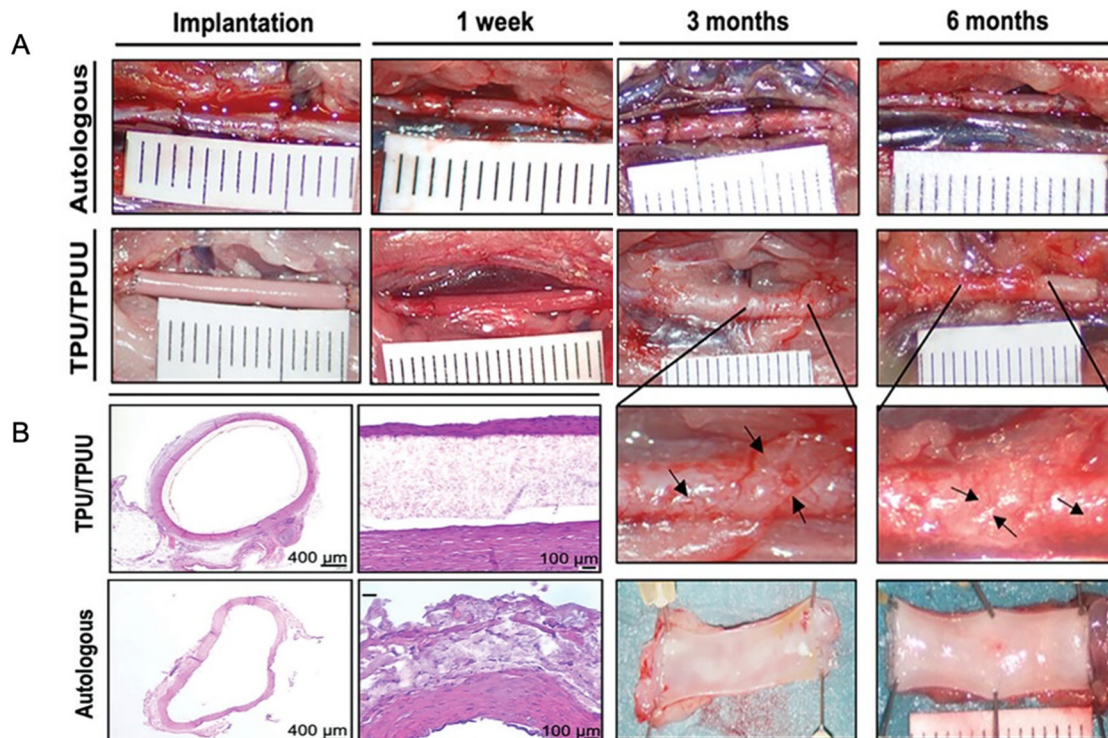 A
Implantation
1 week
3 months
6 months
Autologous
TPU/TPUU
B
TPU/TPUU
400 µm
100 µm
Autologous
400 µm
100 µm